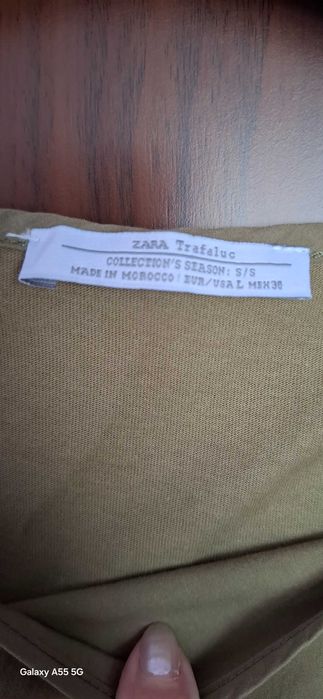 ZARA Trafaluc
COLLECTION'S SEASON: S/S
MADE IN MOROCCO / EUR/USA L MEX 30
Galaxy A55 5G